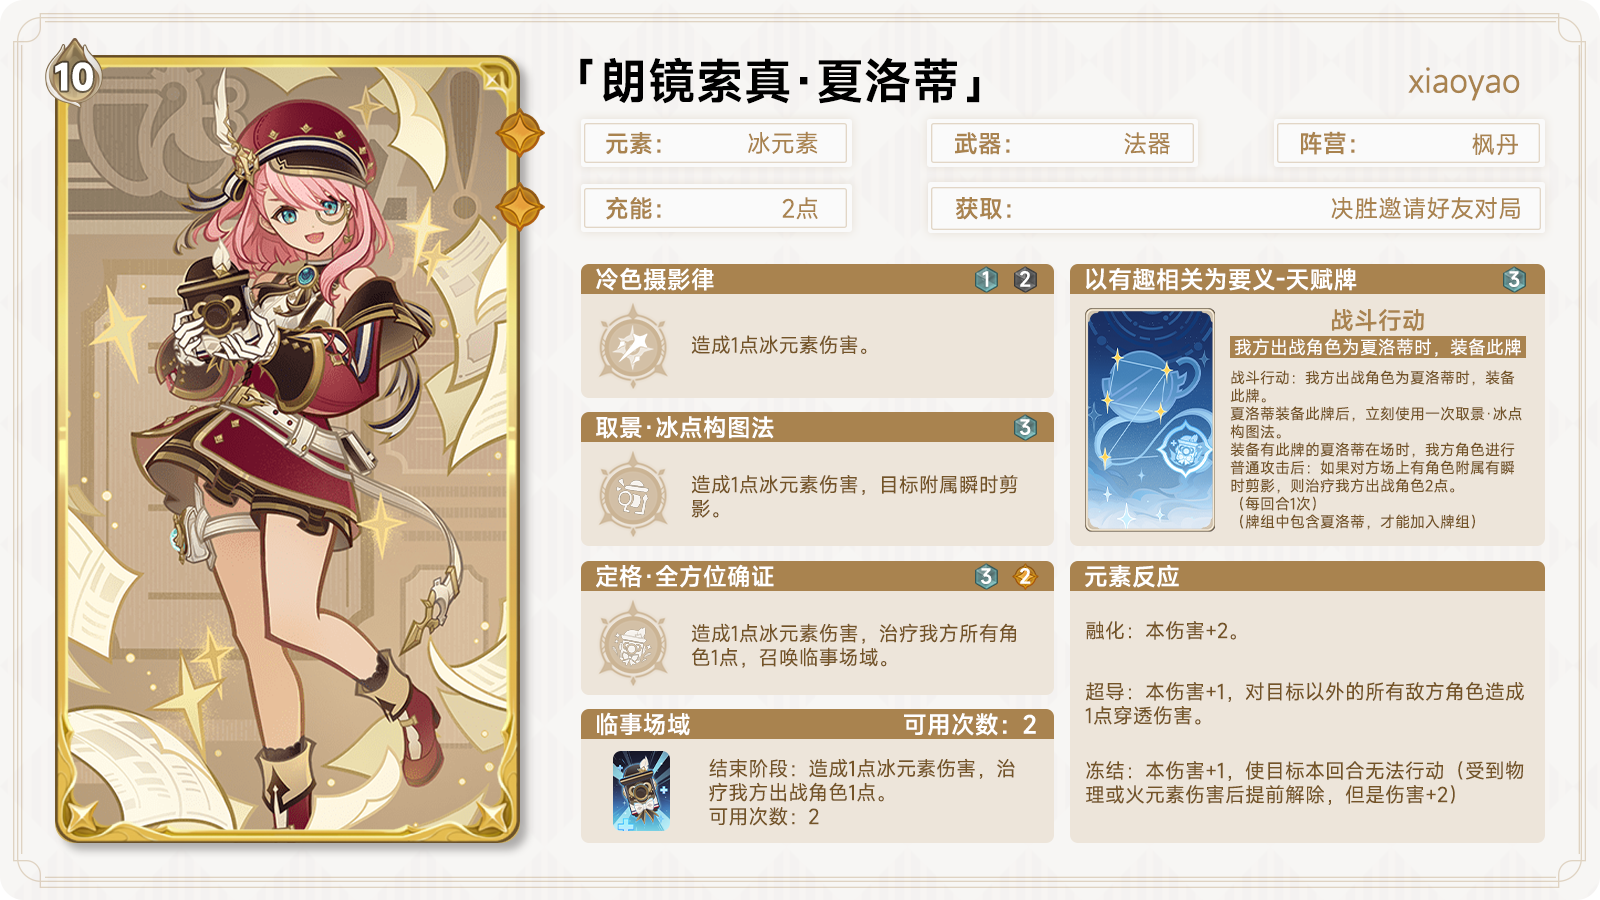 10
「朗镜索真·夏洛蒂」
xiaoyao
元素： 冰元素
武器： 法器
阵营： 枫丹
充能： 2点
获取： 决胜邀请好友对局
冷色摄影律 1 2
造成1点冰元素伤害。
取景·冰点构图法 3
造成1点冰元素伤害，目标附属瞬时剪
影。
定格·全方位确证 3 2
造成1点冰元素伤害，治疗我方所有角
色1点，召唤临事场域。
临事场域 可用次数：2
结束阶段：造成1点冰元素伤害，治
疗我方出战角色1点。
可用次数：2
以有趣相关为要义-天赋牌 3
战斗行动
我方出战角色为夏洛蒂时，装备此牌
战斗行动：我方出战角色为夏洛蒂时，装备
此牌。
夏洛蒂装备此牌后，立刻使用一次取景·冰点
构图法。
装备有此牌的夏洛蒂在场时，我方角色进行
普通攻击后：如果对方场上有角色附属有瞬
时剪影，则治疗我方出战角色2点。
（每回合1次）
（牌组中包含夏洛蒂，才能加入牌组）
元素反应
融化：本伤害+2。
超导：本伤害+1，对目标以外的所有敌方角色造成
1点穿透伤害。
冻结：本伤害+1，使目标本回合无法行动（受到物
理或火元素伤害后提前解除，但是伤害+2）